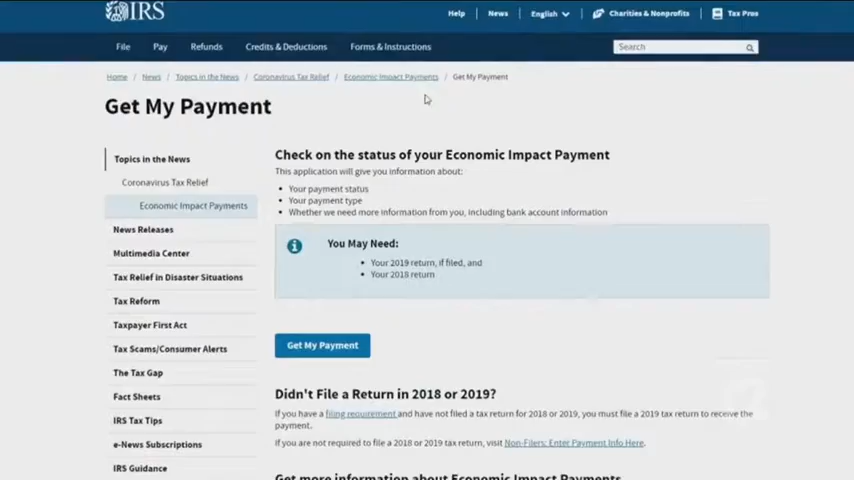 IRS
Help
News
English
Charities & Nonprofits
Tax Pros
File
Pay
Refunds
Credits & Deductions
Forms & Instructions
Search
Home / News / Topics in the News / Coronavirus Tax Relief / Economic Impact Payments / Get My Payment
Get My Payment
Topics in the News
Coronavirus Tax Relief
Economic Impact Payments
News Releases
Multimedia Center
Tax Relief in Disaster Situations
Tax Reform
Taxpayer First Act
Tax Scams/Consumer Alerts
The Tax Gap
Fact Sheets
IRS Tax Tips
e-News Subscriptions
IRS Guidance
Check on the status of your Economic Impact Payment
This application will give you information about:
• Your payment status
• Your payment type
• Whether we need more information from you, including bank account information
You May Need:
• Your 2019 return, if filed, and
• Your 2018 return
Get My Payment
Didn't File a Return in 2018 or 2019?
If you have a filing requirement and have not filed a tax return for 2018 or 2019, you must file a 2019 tax return to receive the
payment.
If you are not required to file a 2018 or 2019 tax return, visit Non-Filers: Enter Payment Info Here.
Get more information about Economic Impact Payments